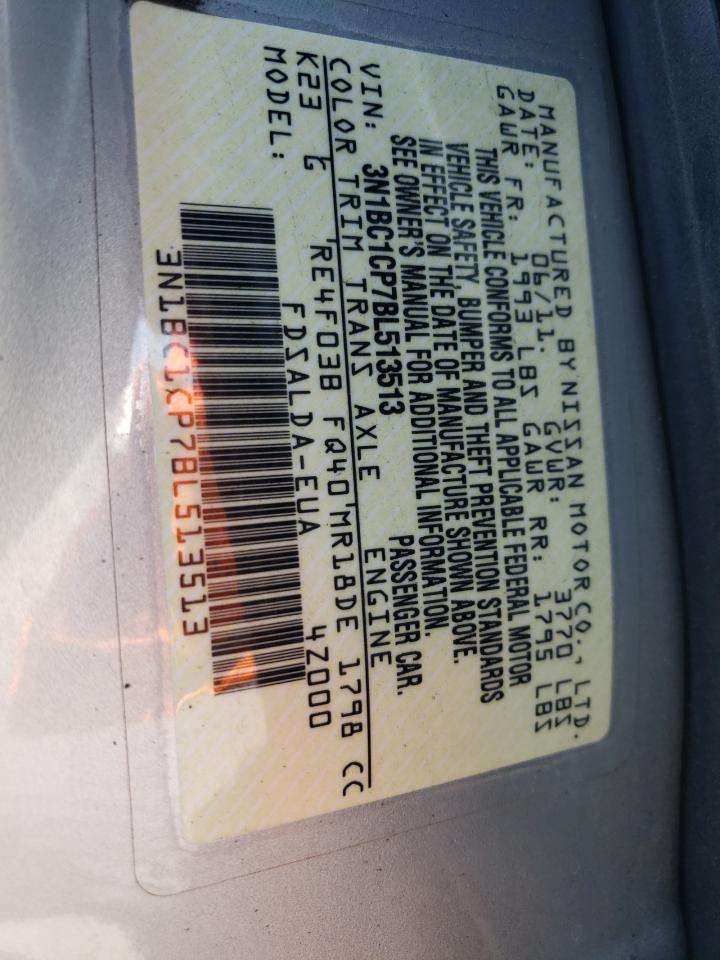 MANUFACTURED BY NISSAN MOTOR CO., LTD.
DATE: 06/11. GVWR: 3770 LBS
GAWR FR: 1993 LBS GAWR RR: 1795 LBS
THIS VEHICLE CONFORMS TO ALL APPLICABLE FEDERAL MOTOR
VEHICLE SAFETY, BUMPER AND THEFT PREVENTION STANDARDS
IN EFFECT ON THE DATE OF MANUFACTURE SHOWN ABOVE.
SEE OWNER'S MANUAL FOR ADDITIONAL INFORMATION.
VIN: 3N1BC1CP7BL513513 PASSENGER CAR.
COLOR TRIM TRANS AXLE ENGINE
K23 G RE4F03B FQ40 MR18DE 1798 CC
MODEL: FDSALDA-EUA 4Z000
3N1BC1CP7BL513513